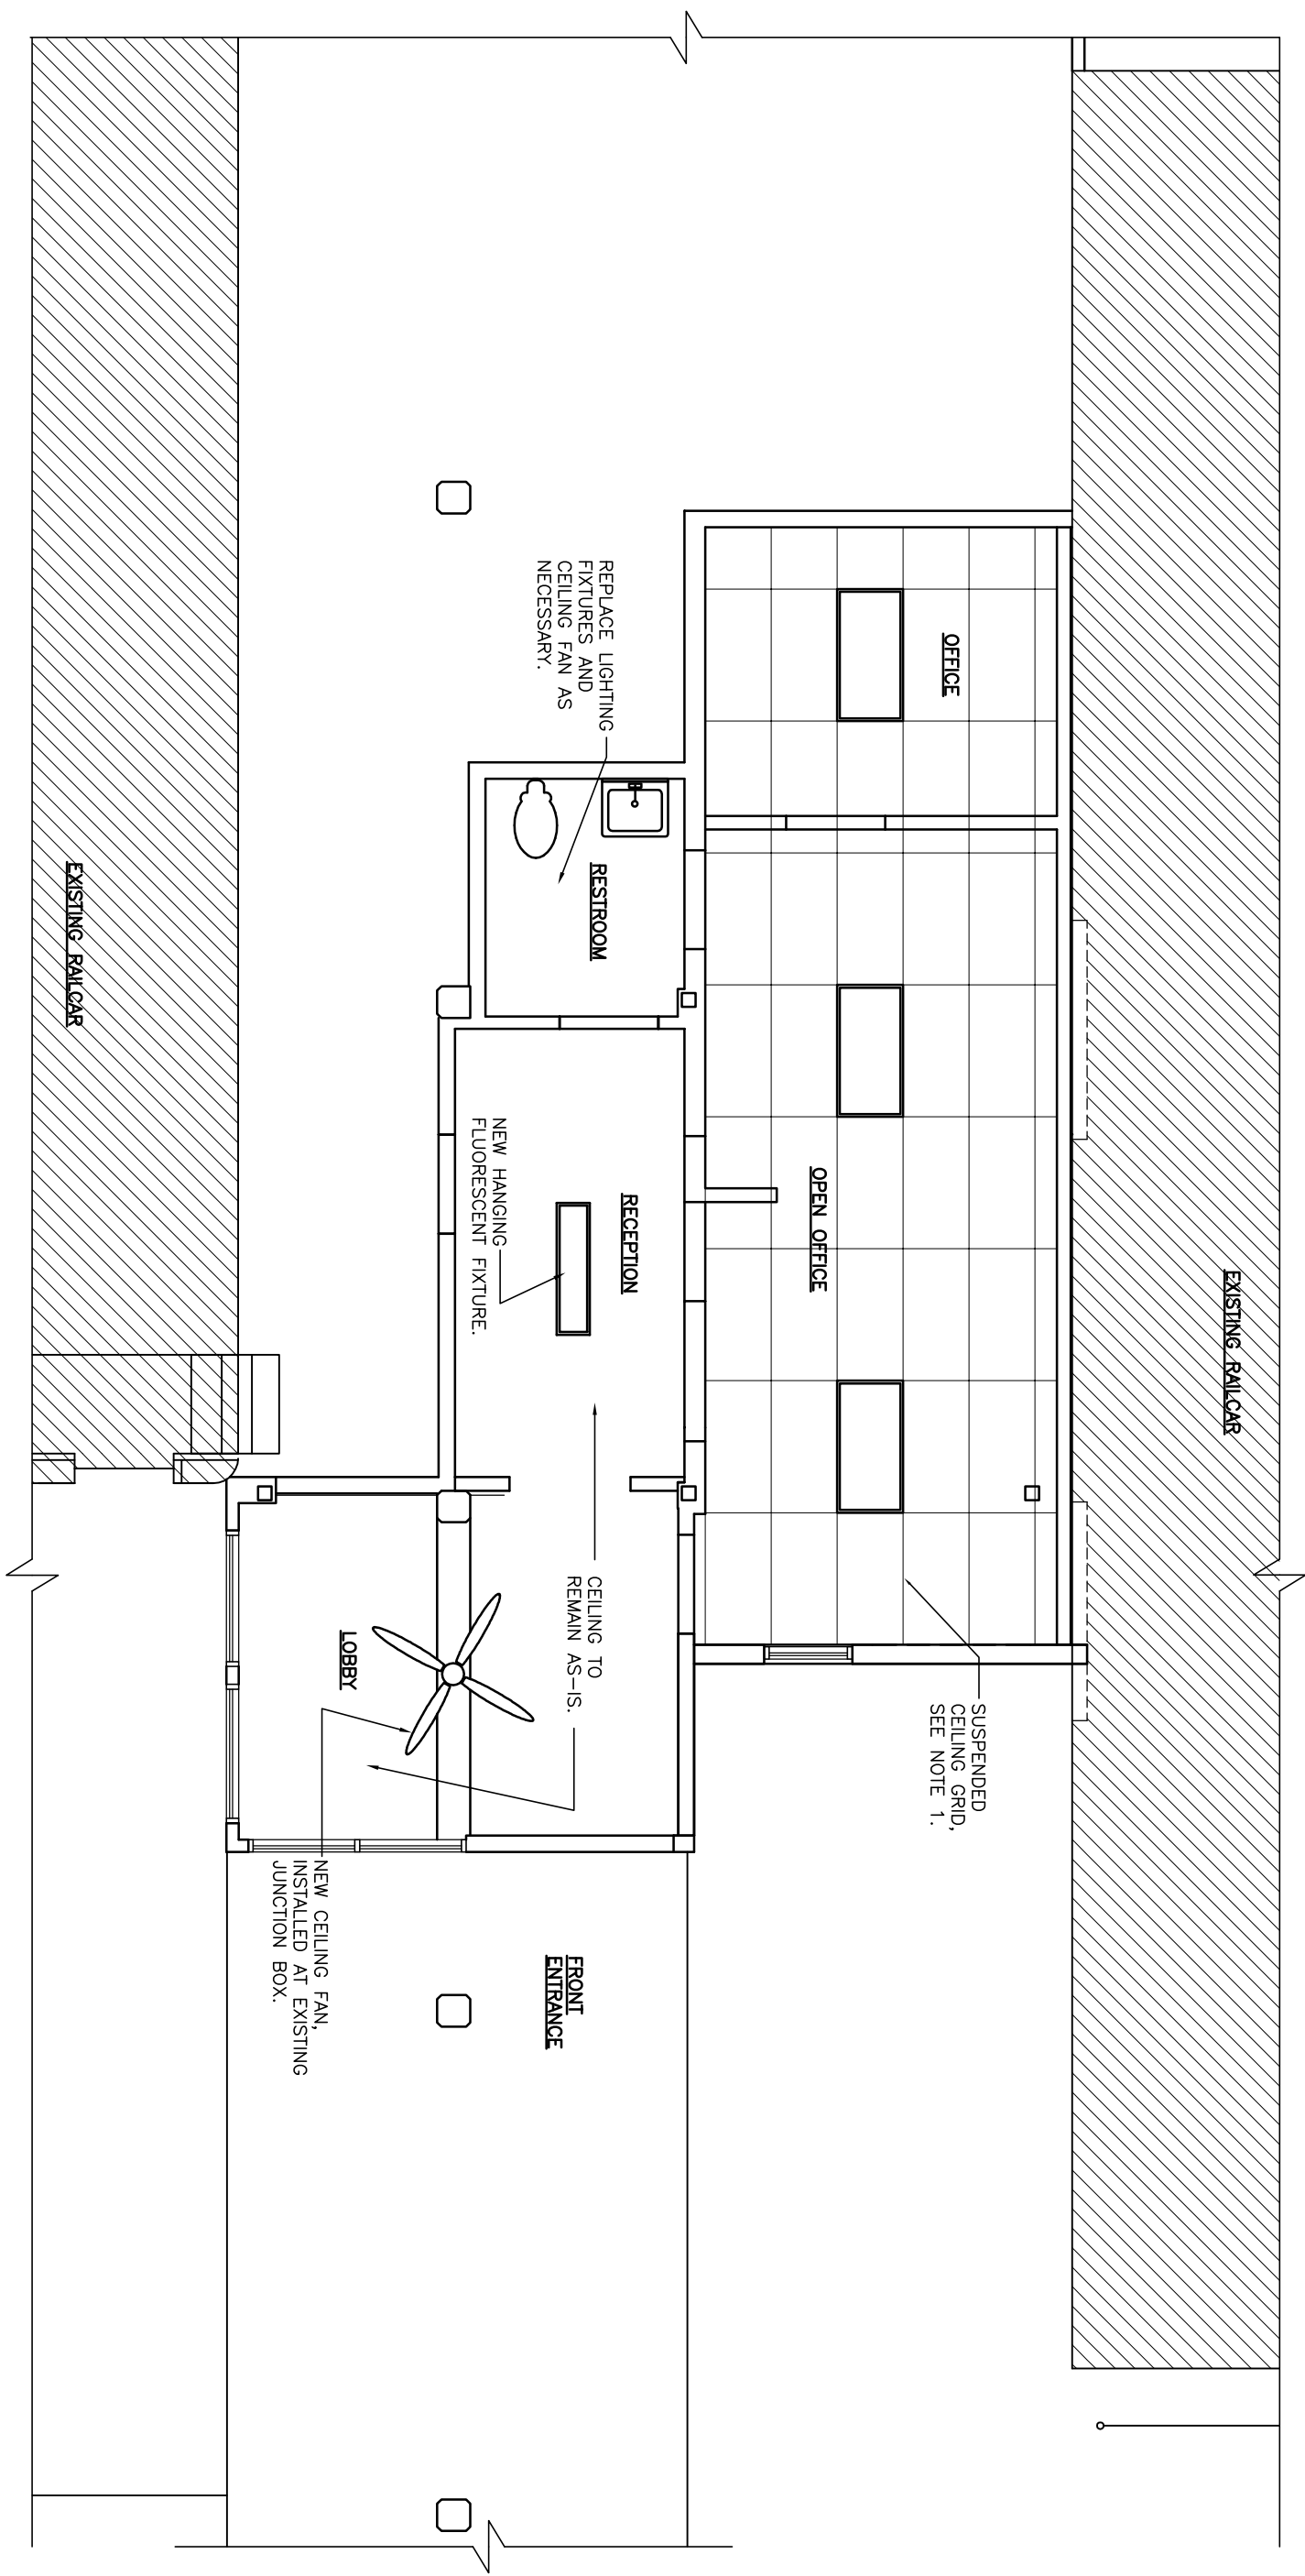 EXISTING RAILCAR
OFFICE
OPEN OFFICE
SUSPENDED
CEILING GRID,
SEE NOTE 1.
REPLACE LIGHTING
FIXTURES AND
CEILING FAN AS
NECESSARY.
RESTROOM
RECEPTION
NEW HANGING
FLUORESCENT FIXTURE.
CEILING TO
REMAIN AS-IS.
FRONT
ENTRANCE
LOBBY
NEW CEILING FAN,
INSTALLED AT EXISTING
JUNCTION BOX.
EXISTING RAILCAR